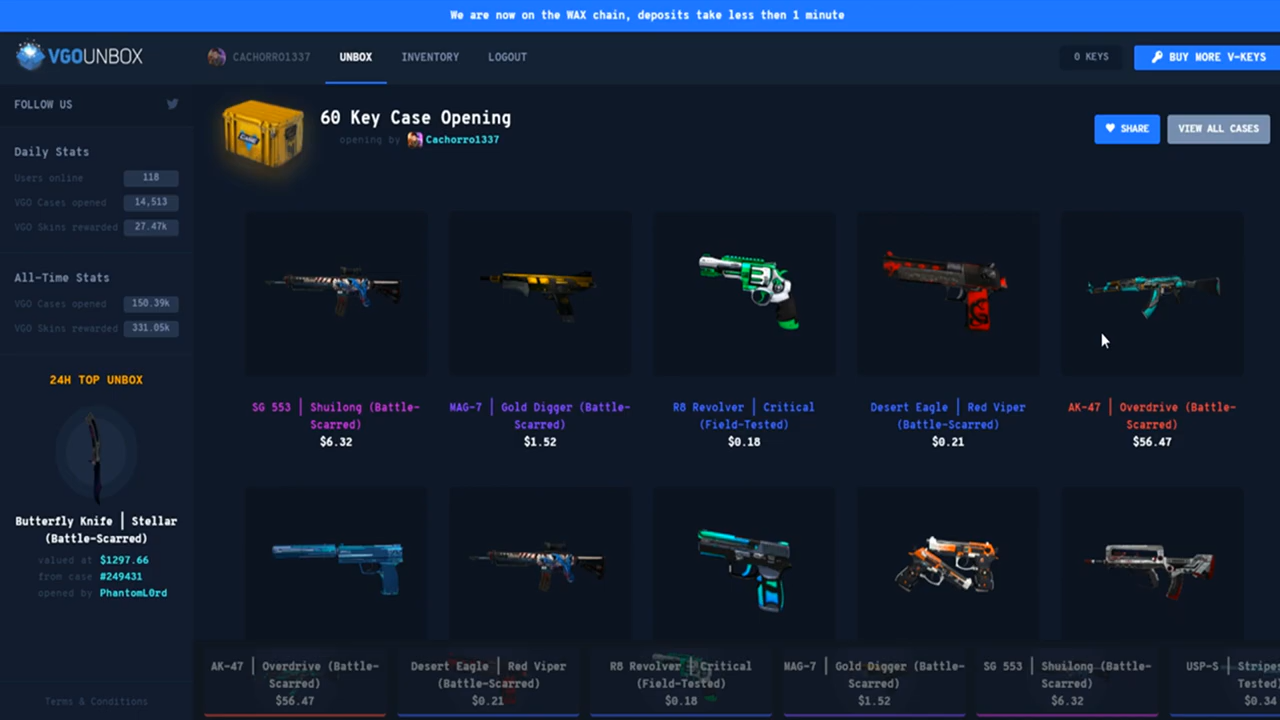 We are now on the WAX chain, deposits take less then 1 minute
VGOUNBOX
CACHORRO1337
UNBOX
INVENTORY
LOGOUT
0 KEYS
BUY MORE V-KEYS
FOLLOW US
60 Key Case Opening
opening by Cachorro1337
SHARE
VIEW ALL CASES
Daily Stats
Users online 118
VGO Cases opened 14,513
VGO Skins rewarded 27.47k
All-Time Stats
VGO Cases opened 150.39k
VGO Skins rewarded 331.05k
24H TOP UNBOX
Butterfly Knife | Stellar
(Battle-Scarred)
valued at $1297.66
from case #249431
opened by PhantomL0rd
Terms & Conditions
SG 553 | Shuilong (Battle-
Scarred)
$6.32
MAG-7 | Gold Digger (Battle-
Scarred)
$1.52
R8 Revolver | Critical
(Field-Tested)
$0.18
Desert Eagle | Red Viper
(Battle-Scarred)
$0.21
AK-47 | Overdrive (Battle-
Scarred)
$56.47
AK-47 | Overdrive (Battle-
Scarred)
$56.47
Desert Eagle | Red Viper
(Battle-Scarred)
$0.21
R8 Revolver | Critical
(Field-Tested)
$0.18
MAG-7 | Gold Digger (Battle-
Scarred)
$1.52
SG 553 | Shuilong (Battle-
Scarred)
$6.32
USP-S | Stripes
Tested)
$0.34